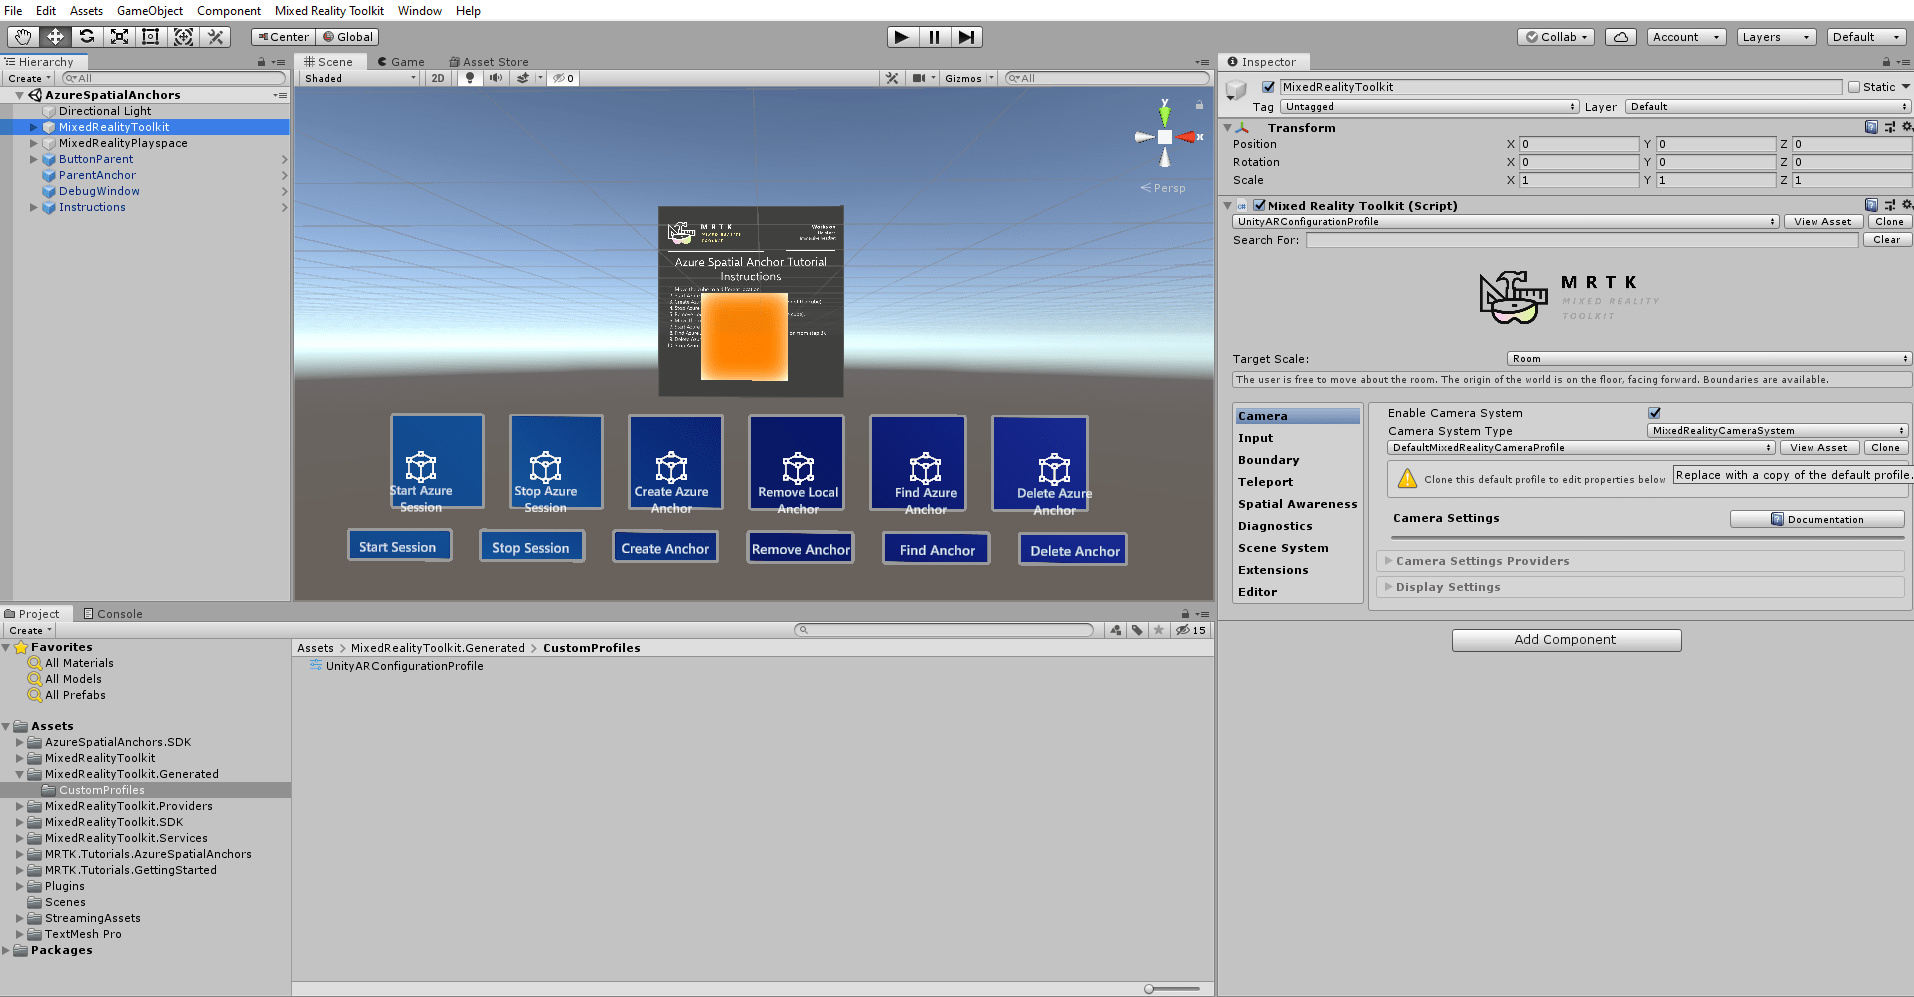 File Edit Assets GameObject Component Mixed Reality Toolkit Window Help
Center Global
Collab Account Layers Default
Hierarchy
Create All
AzureSpatialAnchors
Directional Light
MixedRealityToolkit
MixedRealityPlayspace
ButtonParent
ParentAnchor
DebugWindow
Instructions
Scene Game Asset Store
Shaded 2D 0 Gizmos All
y
x
Persp
MRTK
MIXED REALITY
TOOLKIT
Azure Spatial Anchor Tutorial
Instructions
Start Azure
Session
Stop Azure
Session
Create Azure
Anchor
Remove Local
Anchor
Find Azure
Anchor
Delete Azure
Anchor
Start Session
Stop Session
Create Anchor
Remove Anchor
Find Anchor
Delete Anchor
Inspector
MixedRealityToolkit Static
Tag Untagged Layer Default
Transform
Position X 0 Y 0 Z 0
Rotation X 0 Y 0 Z 0
Scale X 1 Y 1 Z 1
Mixed Reality Toolkit (Script)
UnityARConfigurationProfile View Asset Clone
Search For: Clear
MRTK
MIXED REALITY
TOOLKIT
Target Scale: Room
The user is free to move about the room. The origin of the world is on the floor, facing forward. Boundaries are available.
Camera
Input
Boundary
Teleport
Spatial Awareness
Diagnostics
Scene System
Extensions
Editor
Enable Camera System
Camera System Type MixedRealityCameraSystem
DefaultMixedRealityCameraProfile View Asset Clone
Clone this default profile to edit properties below
Replace with a copy of the default profile.
Camera Settings Documentation
Camera Settings Providers
Display Settings
Add Component
Project Console
Create 15
Favorites
All Materials
All Models
All Prefabs
Assets
AzureSpatialAnchors.SDK
MixedRealityToolkit
MixedRealityToolkit.Generated
CustomProfiles
MixedRealityToolkit.Providers
MixedRealityToolkit.SDK
MixedRealityToolkit.Services
MRTK.Tutorials.AzureSpatialAnchors
MRTK.Tutorials.GettingStarted
Plugins
Scenes
StreamingAssets
TextMesh Pro
Packages
Assets > MixedRealityToolkit.Generated > CustomProfiles
UnityARConfigurationProfile